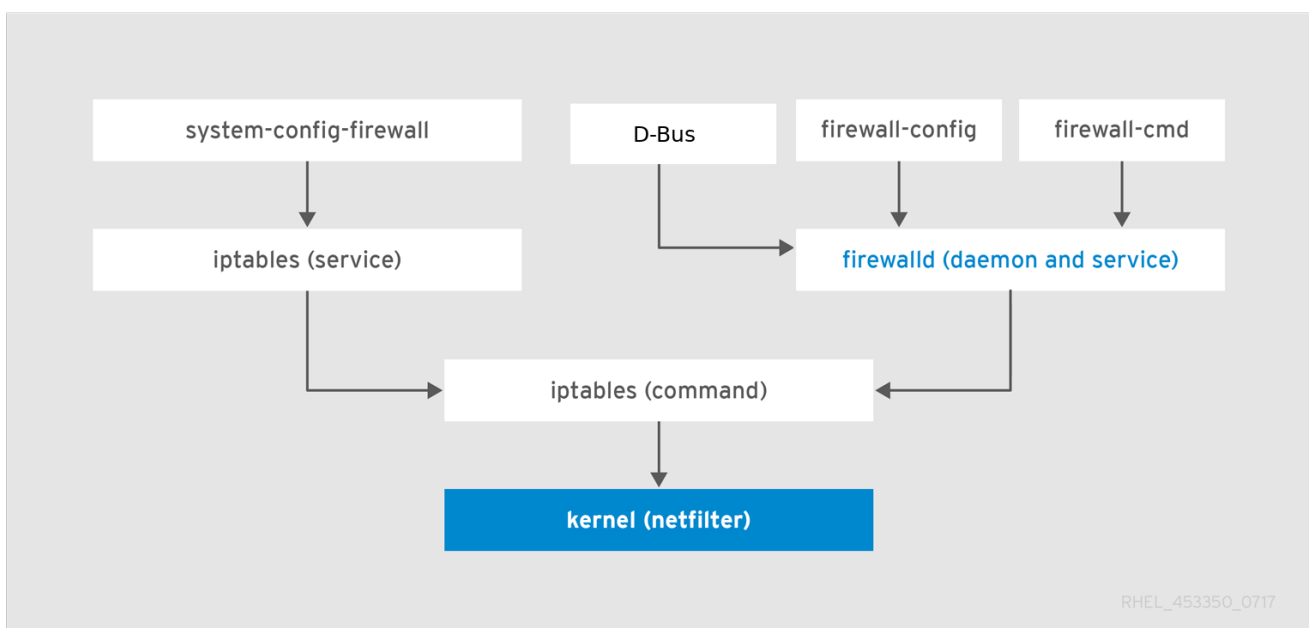 system-config-firewall
D-Bus
firewall-config
firewall-cmd
iptables (service)
firewalld (daemon and service)
iptables (command)
kernel (netfilter)
RHEL_453350_0717